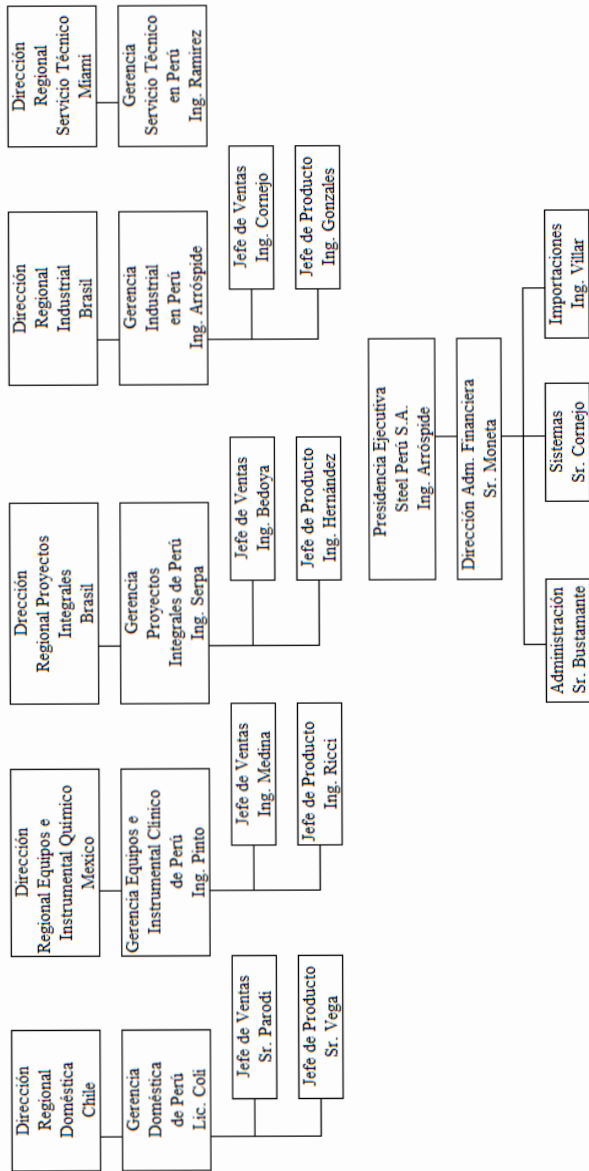 Dirección
Regional
Doméstica
Chile
Gerencia
Doméstica
de Perú
Lic. Coli
Jefe de Ventas
Sr. Parodi
Jefe de Producto
Sr. Vega
Dirección
Regional Equipos e
Instrumental Químico
Mexico
Gerencia Equipos e
Instrumental Clínico
de Perú
Ing. Pinto
Jefe de Ventas
Ing. Medina
Jefe de Producto
Ing. Ricci
Drección
Regional Proyectos
Integrales
Brasil
Gerencia
Proyectos
Integrales de Perú
Ing. Serpa
Jefe de Ventas
Ing. Bedoya
Jefe de Producto
Ing. Hernández
Dirección
Regional
Industrial
Brasil
Gerencia
Industrial
en Perú
Ing. Arróspide
Jefe de Ventas
Ing. Cornejo
Jefe de Producto
Ing. Gonzales
Dirección
Regional
Servicio Técnico
Miami
Gerencia
Servicio Técnico
en Perú
Ing. Ramirez
Presidencia Ejecutiva
Steel Perú S.A.
Ing. Arróspide
Dirección Adm. Financiera
Sr. Moneta
Administración
Sr. Bustamante
Sistemas
Sr. Cornejo
Importaciones
Ing. Villar